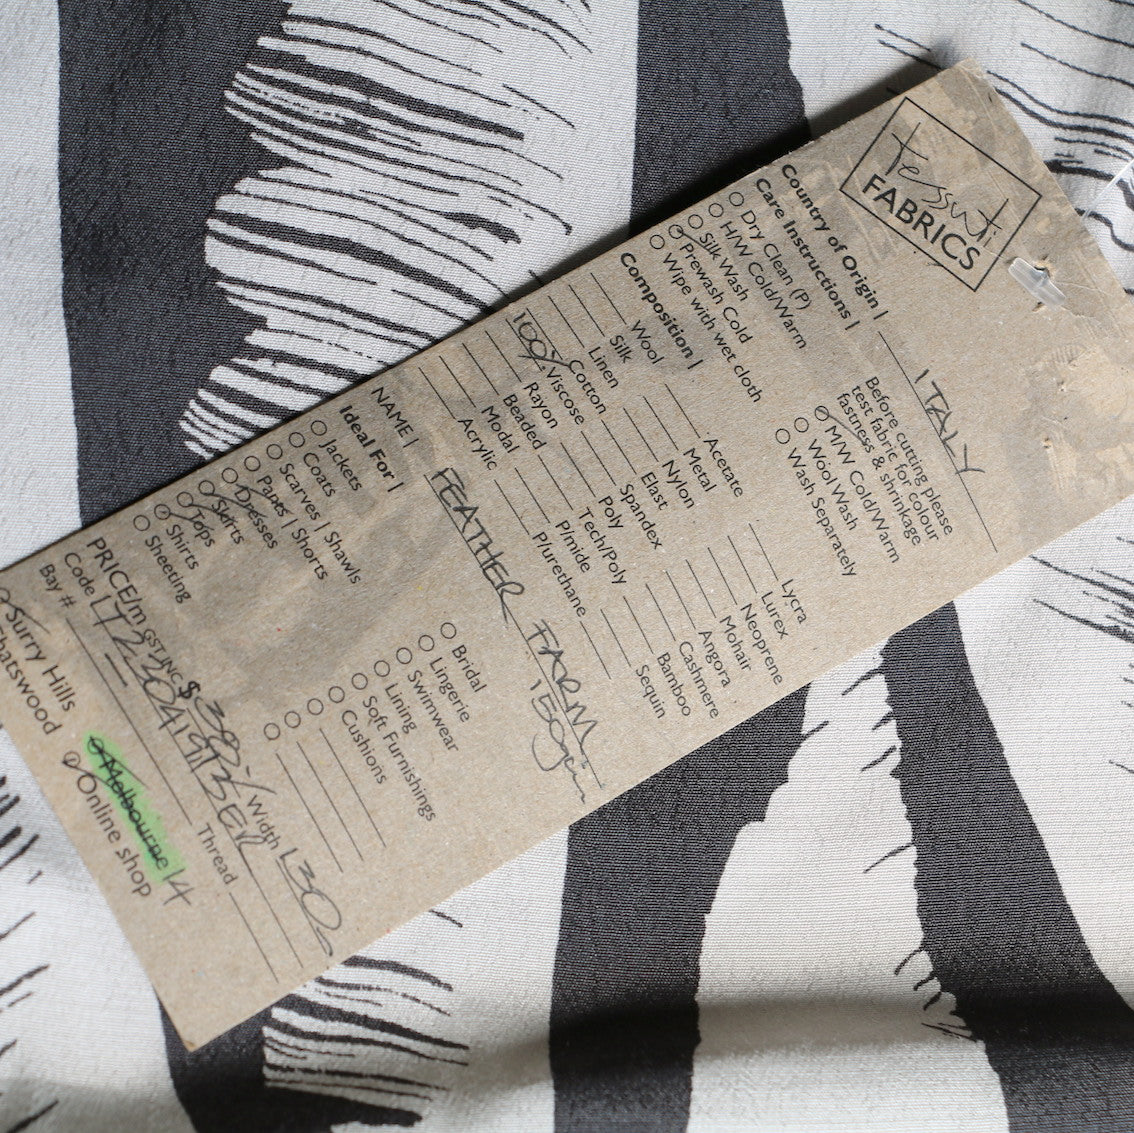 tessuti
FABRICS
Country of Origin | ITALY
Care Instructions |
Dry Clean (P)
H/W Cold/Warm
Silk Wash
Prewash Cold
Wipe with wet cloth
Before cutting please
test fabric for colour
fastness & shrinkage
M/W Cold/Warm
Wool Wash
Wash Separately
Composition |
Wool
Silk
Linen
Cotton
100% Viscose
Rayon
Beaded
Modal
Acrylic
Acetate
Metal
Nylon
Elast
Spandex
Poly
Tech/Poly
P/mide
P/urethane
Lycra
Lurex
Neoprene
Mohair
Angora
Cashmere
Bamboo
Sequin
NAME | FEATHER FARM
150gsm
Ideal For |
Jackets
Coats
Scarves | Shawls
Pants | Shorts
Dresses
Skirts
Tops
Shirts
Sheeting
Bridal
Lingerie
Swimwear
Lining
Soft Furnishings
Cushions
PRICE/m GST INC $ Width 130
Code
Bay # Thread
Surry Hills
Chatswood
Melbourne 14
Online shop